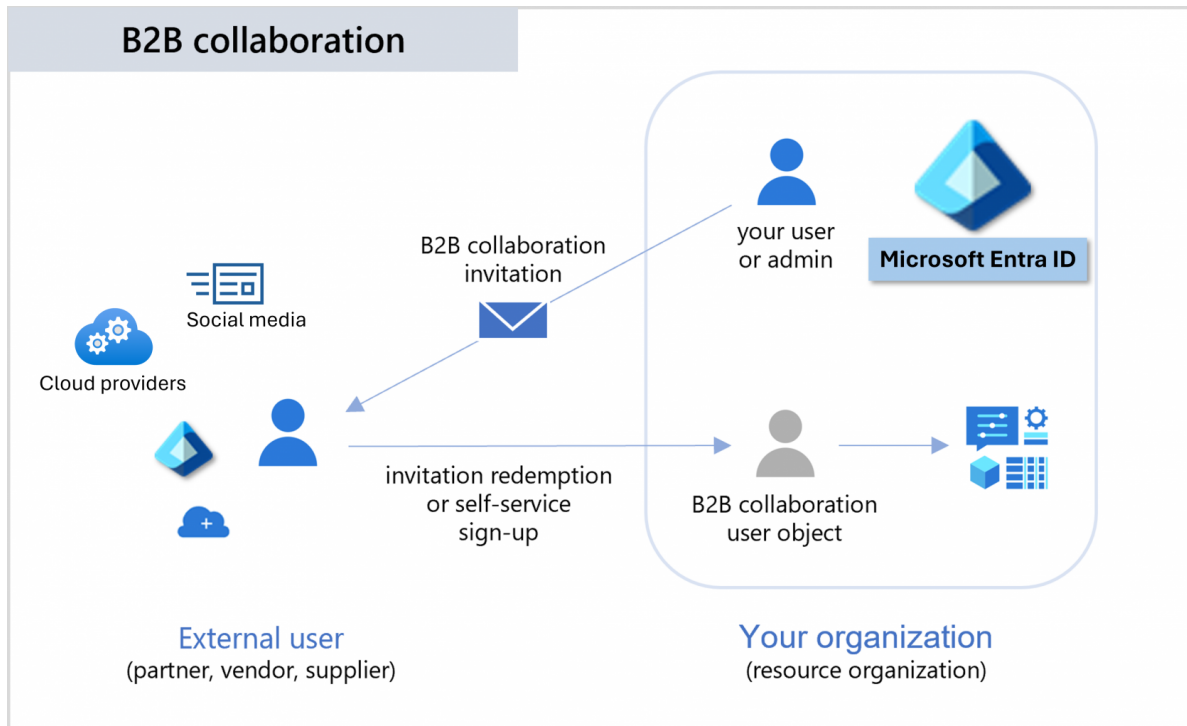 B2B collaboration
your user
or admin
Microsoft Entra ID
B2B collaboration
invitation
Social media
Cloud providers
invitation redemption
or self-service
sign-up
B2B collaboration
user object
External user
(partner, vendor, supplier)
Your organization
(resource organization)